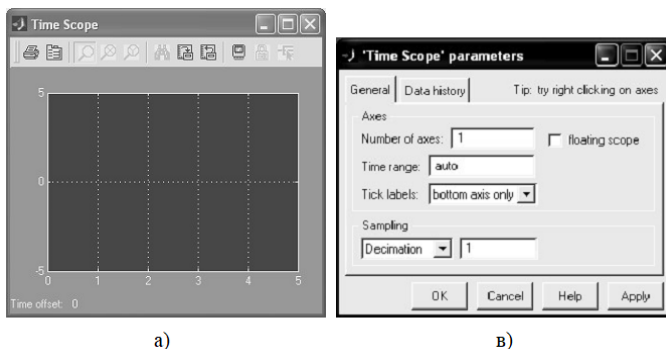 Time Scope
5
0
-5
0 1 2 3 4 5
Time offset: 0
а)
'Time Scope' parameters
General Data history Tip: try right clicking on axes
Axes
Number of axes: 1 floating scope
Time range: auto
Tick labels: bottom axis only
Sampling
Decimation 1
OK Cancel Help Apply
в)